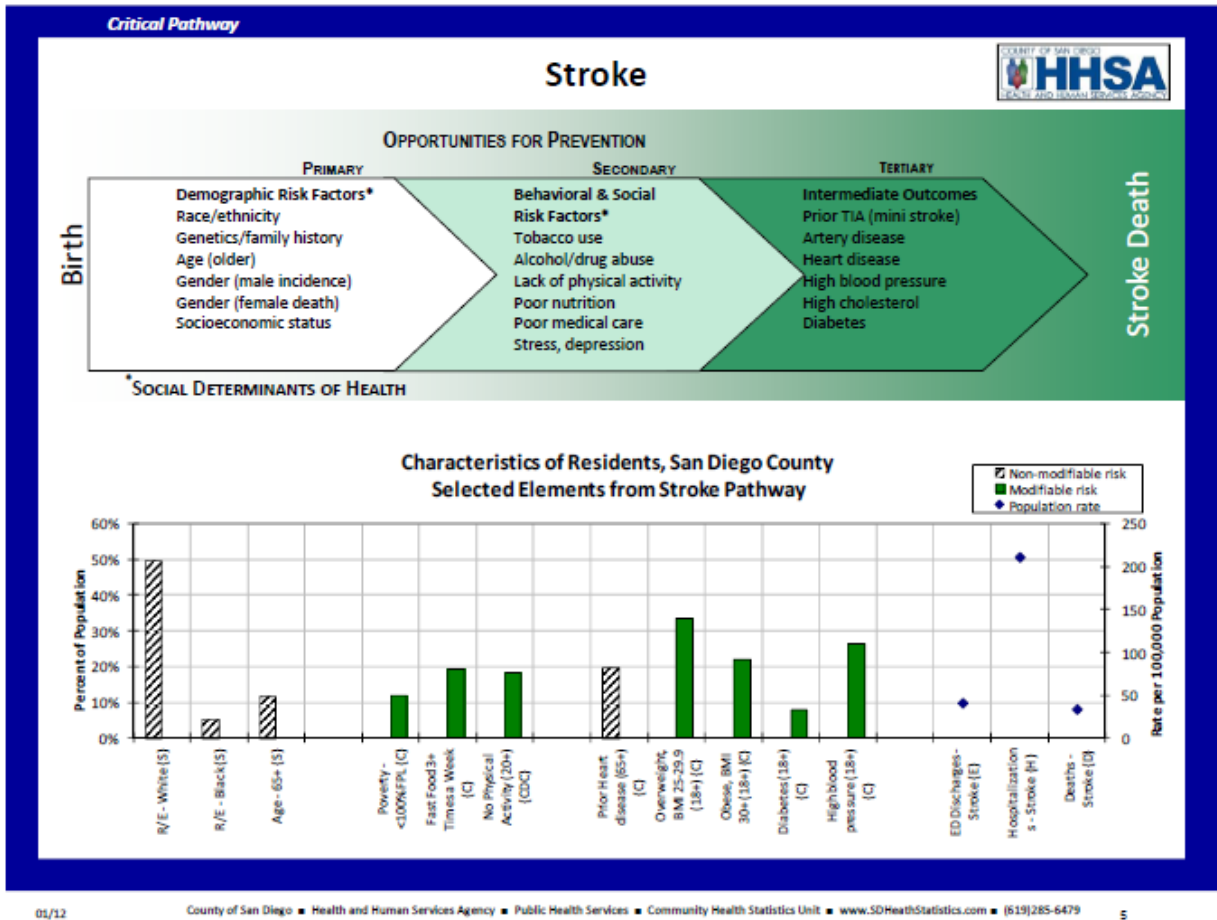 Critical Pathway
Stroke
COUNTY OF SAN DIEGO
HHSA
HEALTH AND HUMAN SERVICES AGENCY
OPPORTUNITIES FOR PREVENTION
PRIMARY
SECONDARY
TERTIARY
Birth
Demographic Risk Factors*
Race/ethnicity
Genetics/family history
Age (older)
Gender (male incidence)
Gender (female death)
Socioeconomic status
Behavioral & Social
Risk Factors*
Tobacco use
Alcohol/drug abuse
Lack of physical activity
Poor nutrition
Poor medical care
Stress, depression
Intermediate Outcomes
Prior TIA (mini stroke)
Artery disease
Heart disease
High blood pressure
High cholesterol
Diabetes
Stroke Death
*SOCIAL DETERMINANTS OF HEALTH
Characteristics of Residents, San Diego County
Selected Elements from Stroke Pathway
Non-modifiable risk
Modifiable risk
Population rate
Percent of Population
60%
50%
40%
30%
20%
10%
0%
250
200
150
100
50
0
Rate per 100,000 Population
R/E - White (S)
R/E - Black (S)
Age - 65+ (S)
Poverty -
<100%FPL (C)
Fast Food 3+
Times a Week
(C)
No Physical
Activity (20+)
(CDC)
Prior Heart
disease (65+)
(C)
Overweight,
BMI 25-29.9
(18+) (C)
Obese, BMI
30+ (18+) (C)
Diabetes (18+)
(C)
High blood
pressure (18+)
(C)
ED Discharges-
Stroke (E)
Hospitalization
s - Stroke (H)
Deaths -
Stroke (D)
01/12
County of San Diego ■ Health and Human Services Agency ■ Public Health Services ■ Community Health Statistics Unit ■ www.SDHeathStatistics.com ■ (619)285-6479
5